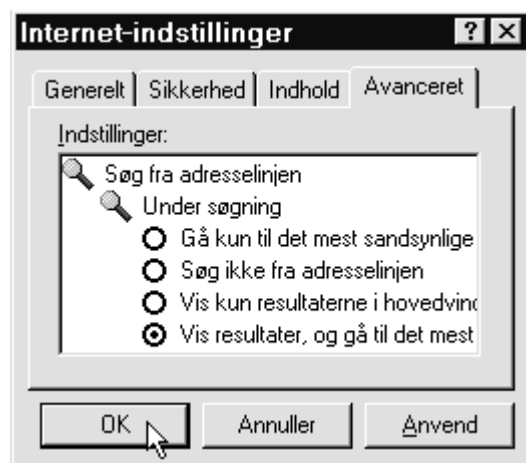 Internet-indstillinger
Generelt Sikkerhed Indhold Avanceret
Indstillinger:
Søg fra adresselinjen
Under søgning
Gå kun til det mest sandsynlige
Søg ikke fra adresselinjen
Vis kun resultaterne i hovedvind
Vis resultater, og gå til det mest
OK Annuller Anvend